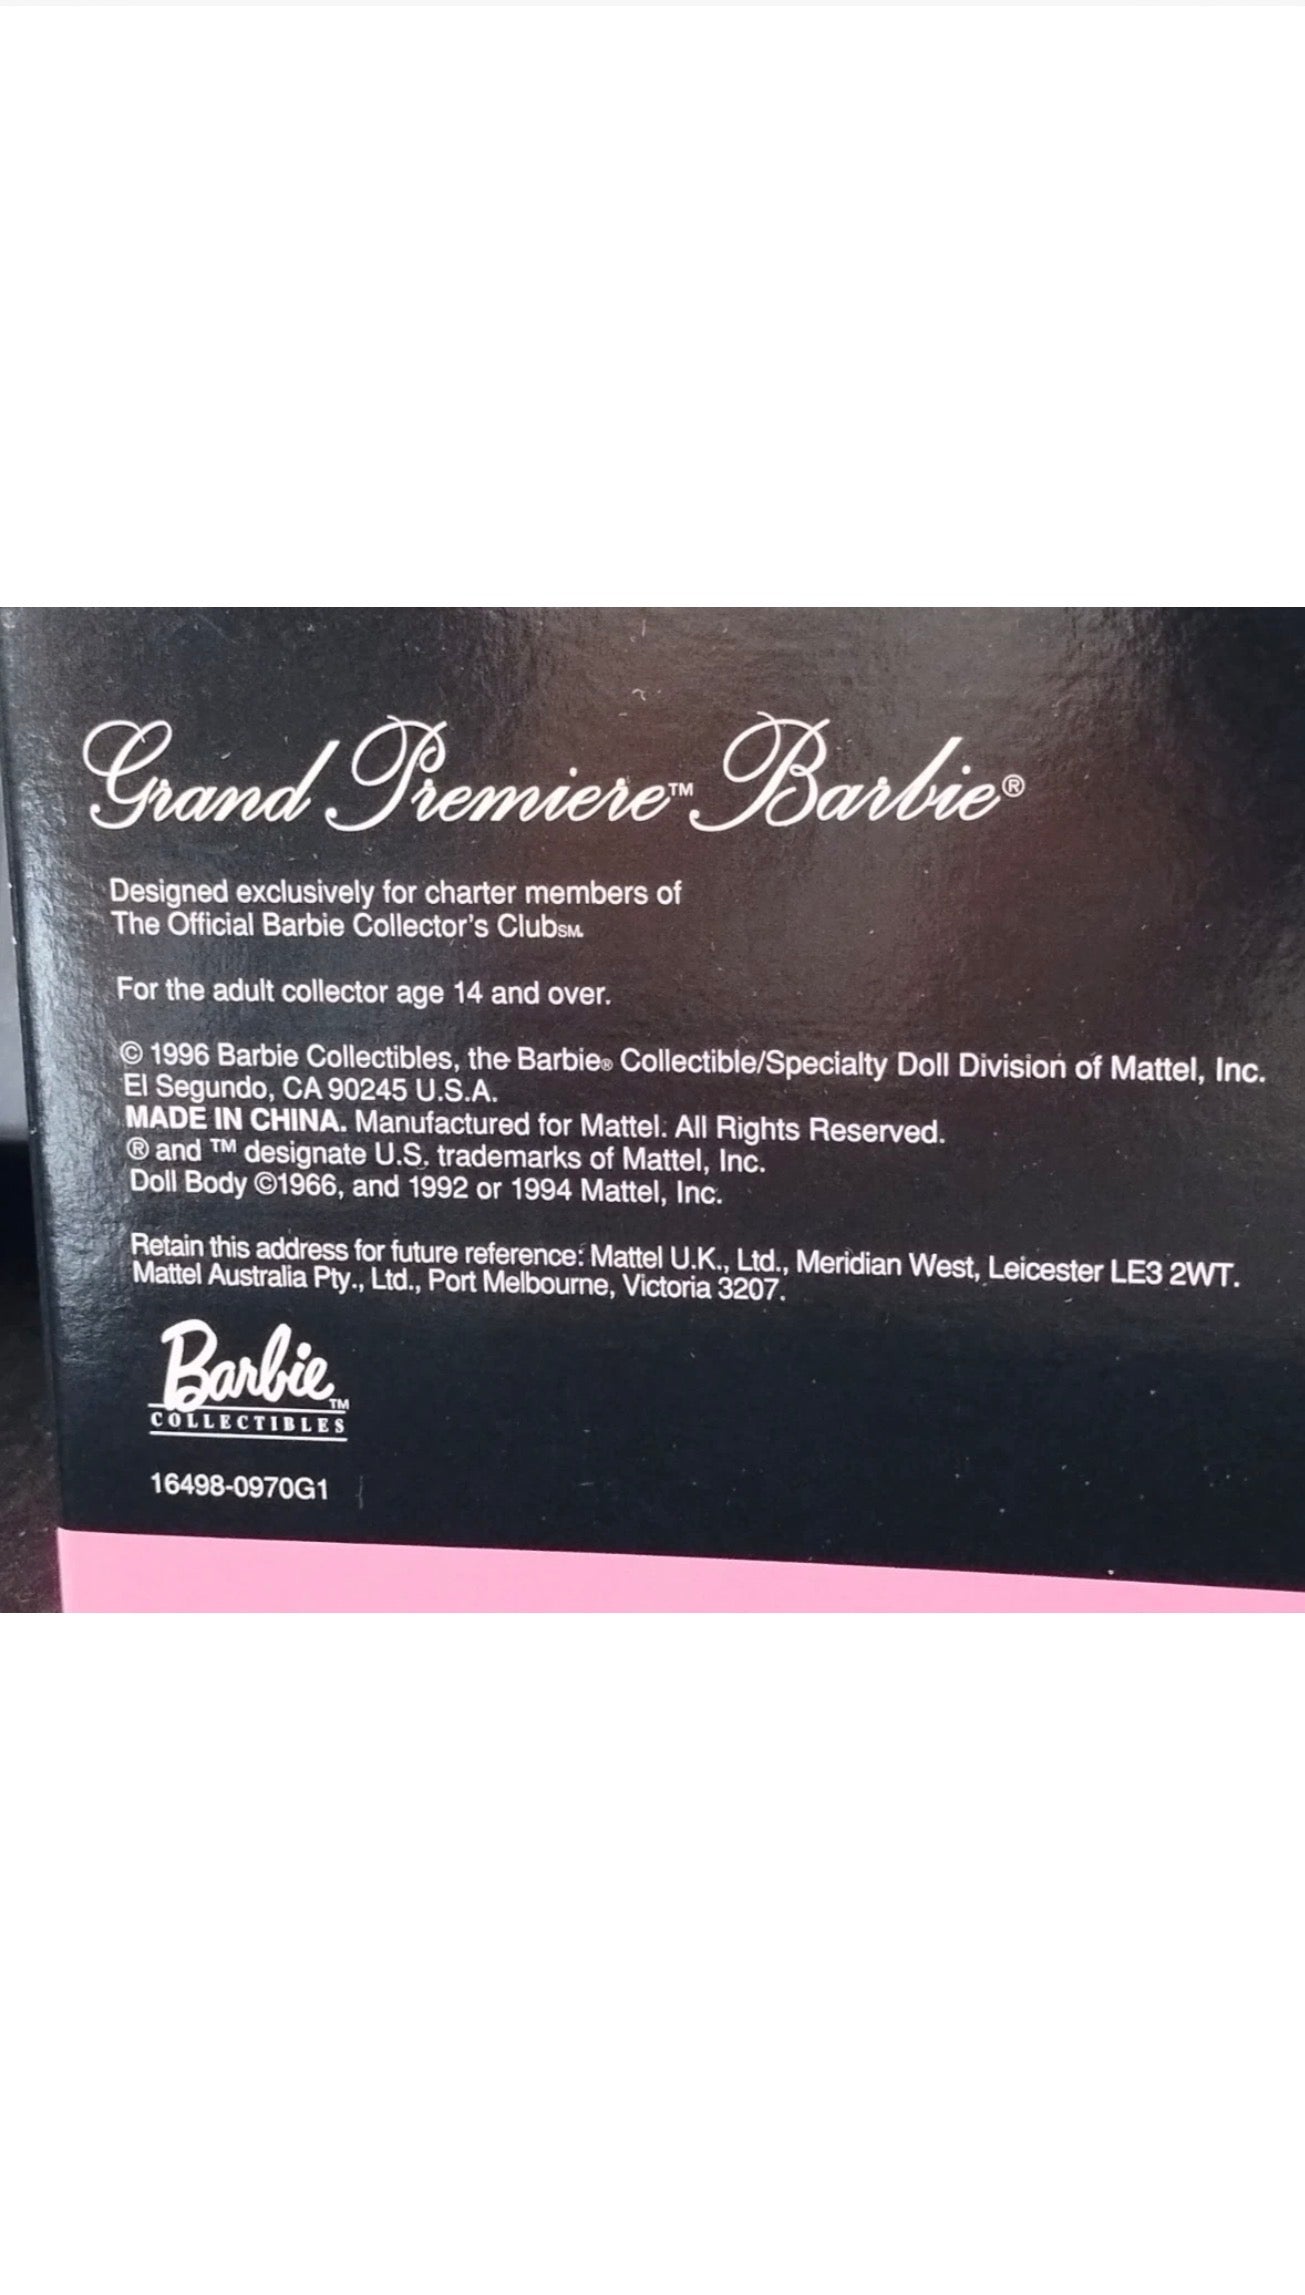 Grand Premiere™ Barbie®
Designed exclusively for charter members of
The Official Barbie Collector's Club℠.
For the adult collector age 14 and over.
© 1996 Barbie Collectibles, the Barbie® Collectible/Specialty Doll Division of Mattel, Inc.
El Segundo, CA 90245 U.S.A.
MADE IN CHINA. Manufactured for Mattel. All Rights Reserved.
® and ™ designate U.S. trademarks of Mattel, Inc.
Doll Body ©1966, and 1992 or 1994 Mattel, Inc.
Retain this address for future reference: Mattel U.K., Ltd., Meridian West, Leicester LE3 2WT.
Mattel Australia Pty., Ltd., Port Melbourne, Victoria 3207.
Barbie™
COLLECTIBLES
16498-0970G1